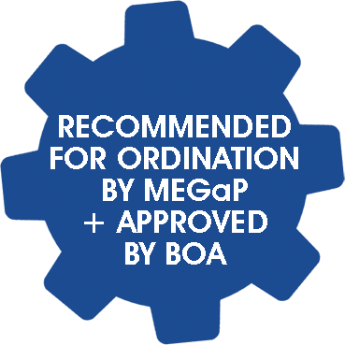 RECOMMENDED
FOR ORDINATION
BY MEGaP
+ APPROVED
BY BOA